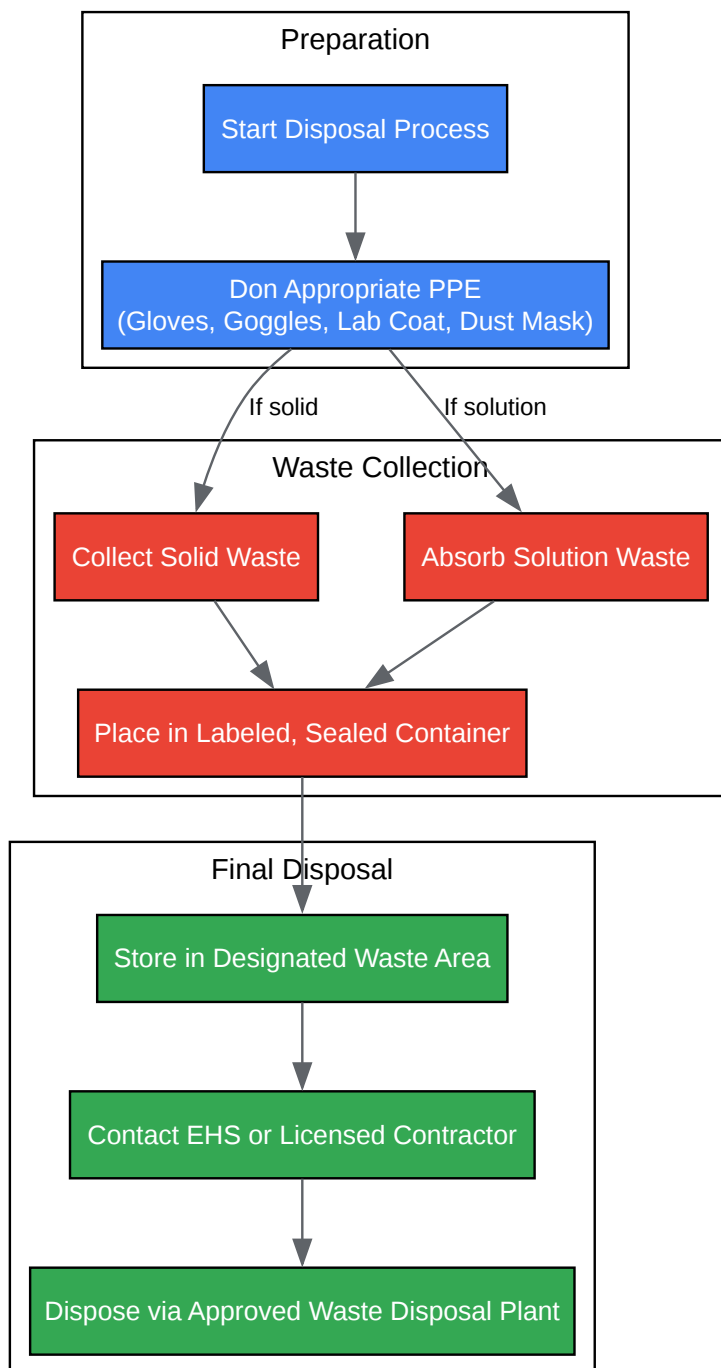 Preparation
Start Disposal Process
Don Appropriate PPE
(Gloves, Goggles, Lab Coat, Dust Mask)
If solid
If solution
Waste Collection
Collect Solid Waste
Absorb Solution Waste
Place in Labeled, Sealed Container
Final Disposal
Store in Designated Waste Area
Contact EHS or Licensed Contractor
Dispose via Approved Waste Disposal Plant